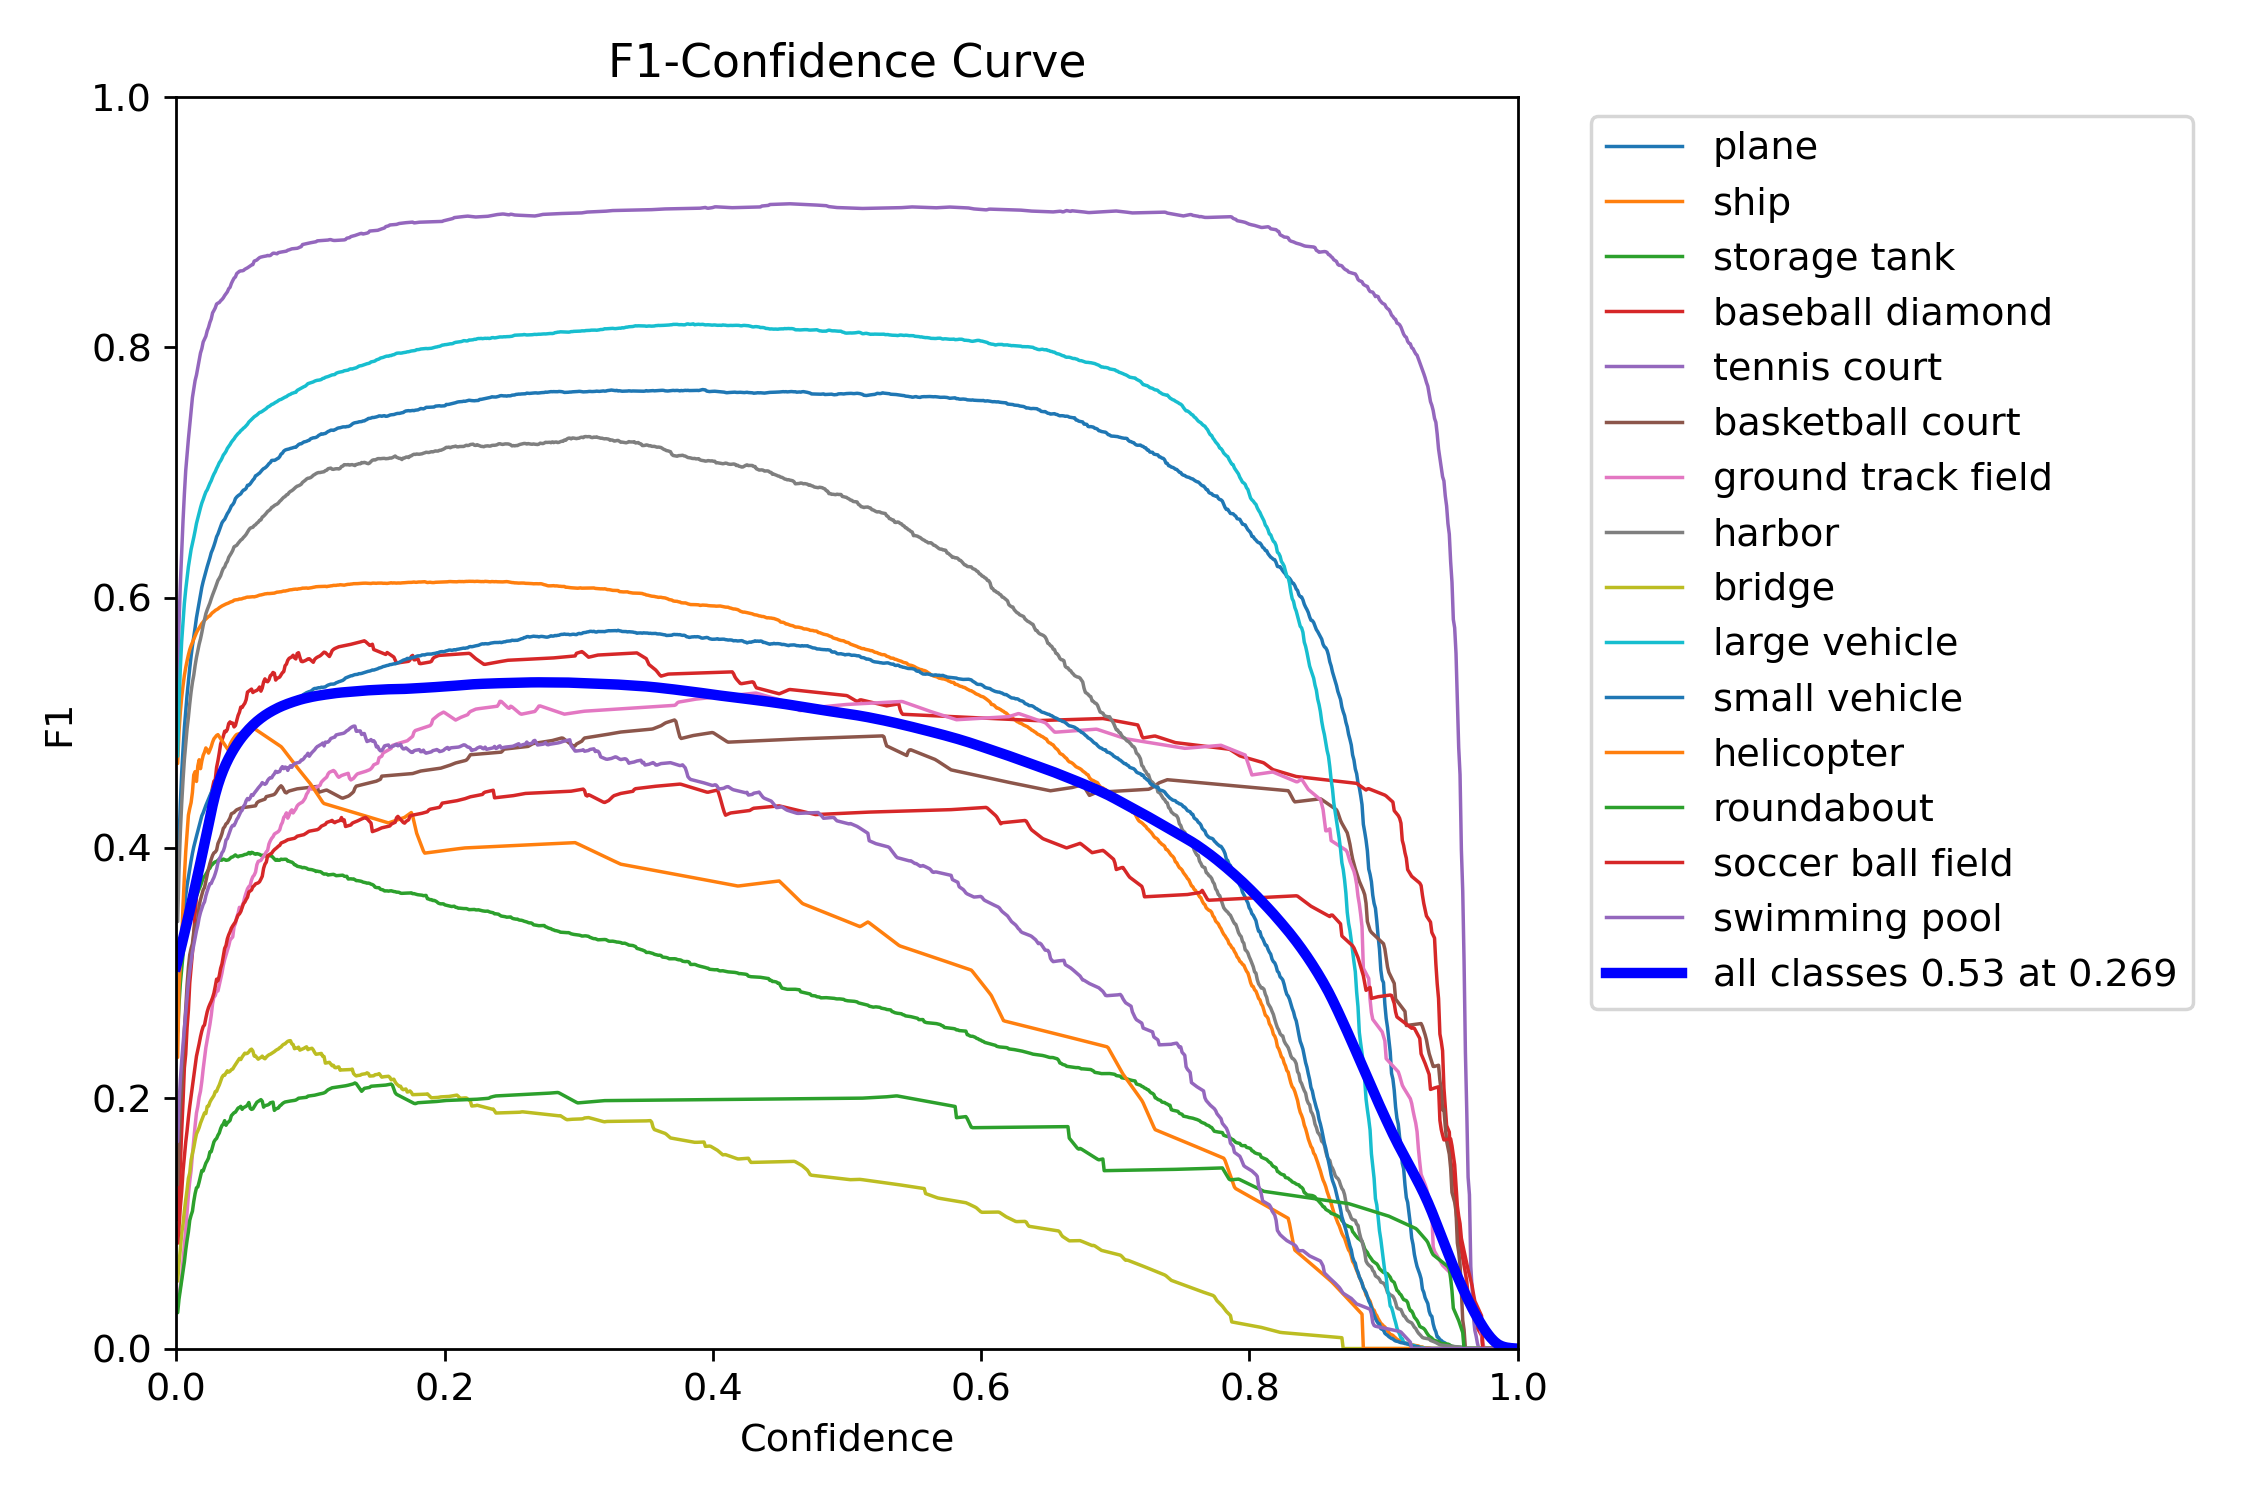 F1-Confidence Curve
1.0
0.8
0.6
0.4
0.2
0.0
F1
0.0 0.2 0.4 0.6 0.8 1.0
Confidence
plane
ship
storage tank
baseball diamond
tennis court
basketball court
ground track field
harbor
bridge
large vehicle
small vehicle
helicopter
roundabout
soccer ball field
swimming pool
all classes 0.53 at 0.269